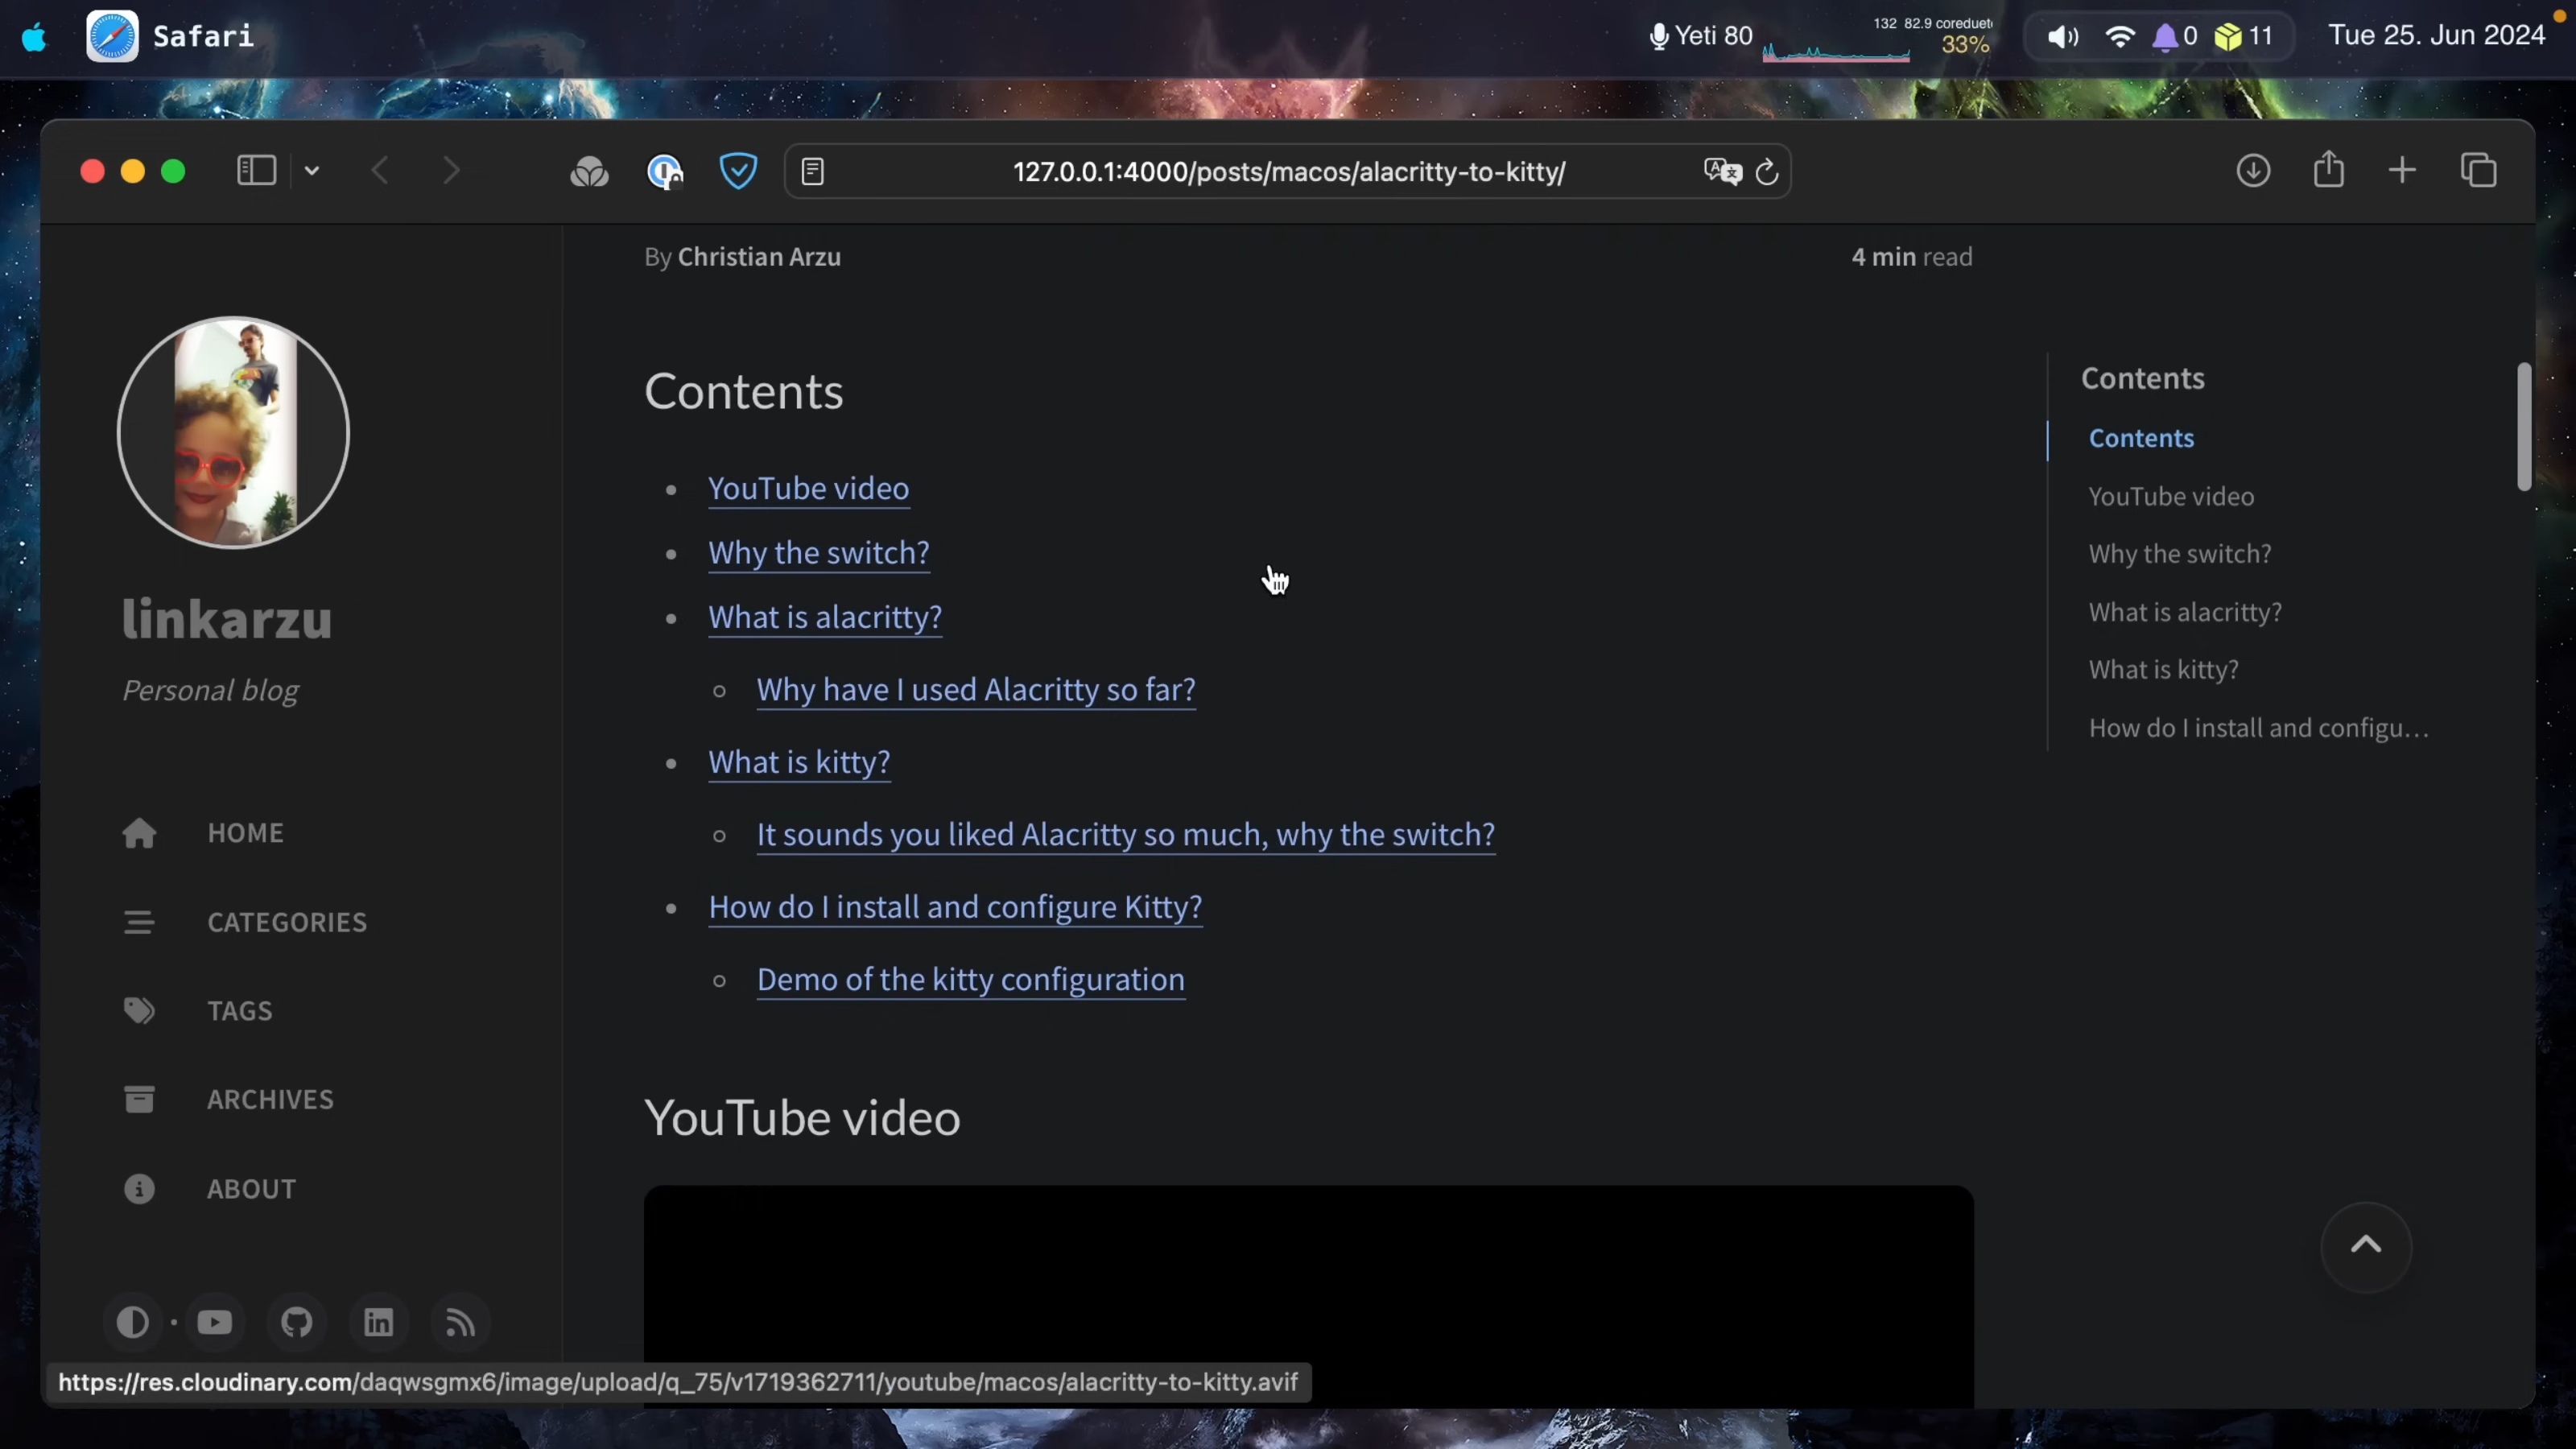 Safari
Yeti 80
132 82.9 coreduet
33%
0
11
Tue 25. Jun 2024
127.0.0.1:4000/posts/macos/alacritty-to-kitty/
By Christian Arzu
4 min read
linkarzu
Personal blog
HOME
CATEGORIES
TAGS
ARCHIVES
ABOUT
Contents
YouTube video
Why the switch?
What is alacritty?
Why have I used Alacritty so far?
What is kitty?
It sounds you liked Alacritty so much, why the switch?
How do I install and configure Kitty?
Demo of the kitty configuration
YouTube video
Contents
Contents
YouTube video
Why the switch?
What is alacritty?
What is kitty?
How do I install and configu…
https://res.cloudinary.com/daqwsgmx6/image/upload/q_75/v1719362711/youtube/macos/alacritty-to-kitty.avif